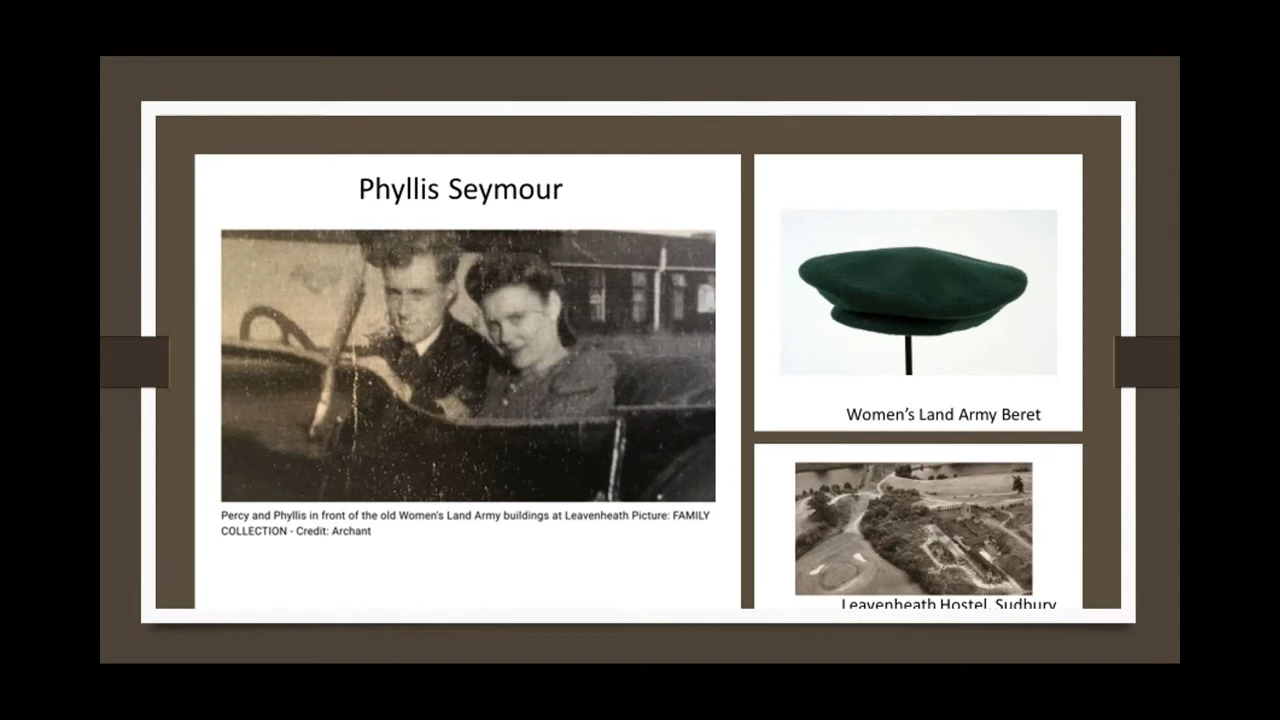 Phyllis Seymour
Percy and Phyllis in front of the old Women's Land Army buildings at Leavenheath Picture: FAMILY
COLLECTION - Credit: Archant
Women’s Land Army Beret
Leavenheath Hostel, Sudbury